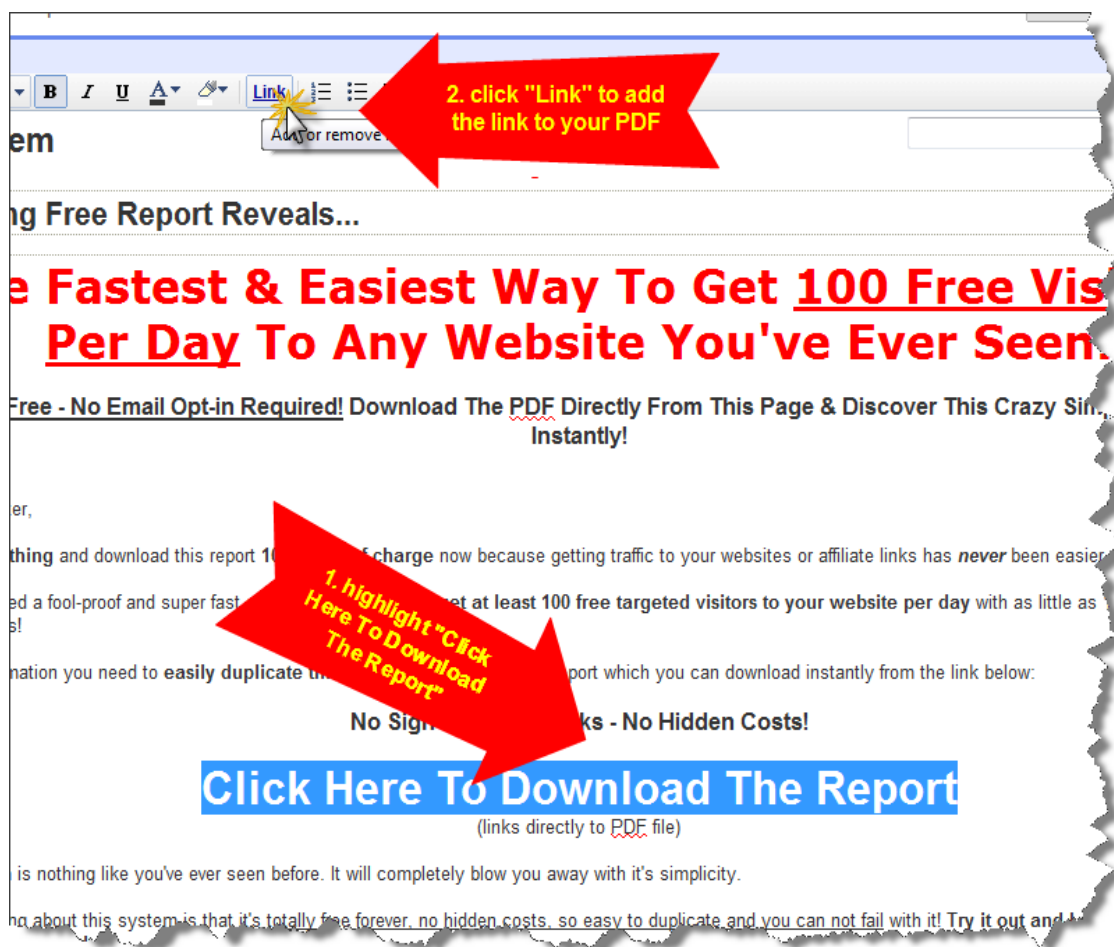 B I U A Link
2. click "Link" to add
the link to your PDF
em
or remove
ng Free Report Reveals...
e Fastest & Easiest Way To Get 100 Free Vis
Per Day To Any Website You've Ever Seen.
Free - No Email Opt-in Required! Download The PDF Directly From This Page & Discover This Crazy Sim
Instantly!
er,
thing and download this report charge now because getting traffic to your websites or affiliate links has never been easier
1. highlight "Click
Here To Download
The Report"
ed a fool-proof and super fast get at least 100 free targeted visitors to your website per day with as little as
s!
mation you need to easily duplicate port which you can download instantly from the link below:
No Sign ks - No Hidden Costs!
Click Here To Download The Report
(links directly to PDF file)
is nothing like you've ever seen before. It will completely blow you away with it's simplicity.
ng about this system is that it's totally free forever, no hidden costs, so easy to duplicate and you can not fail with it! Try it out and